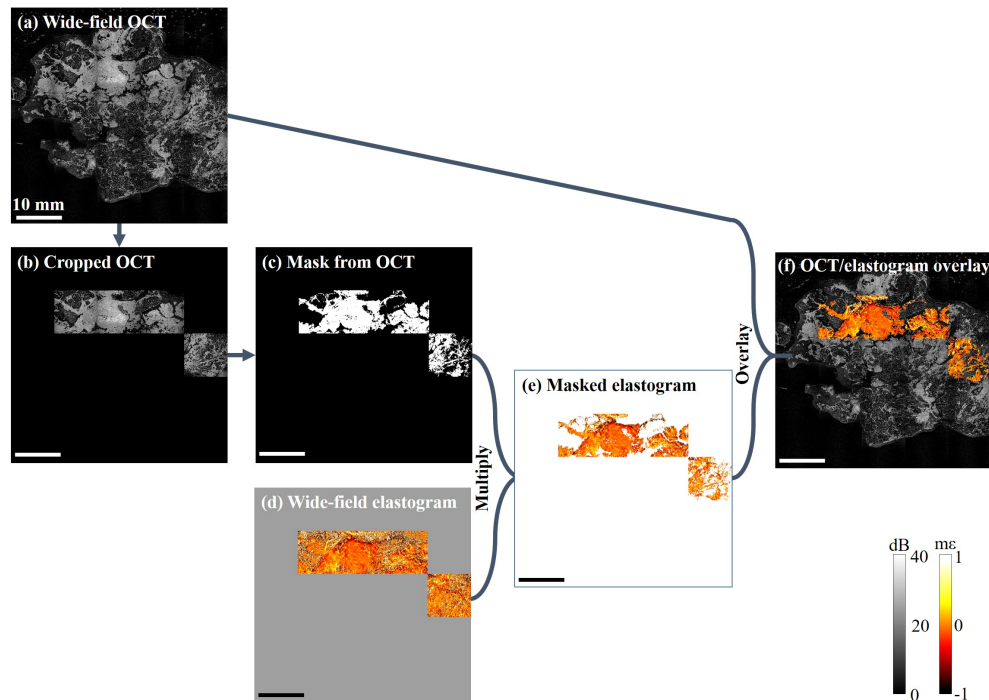 (a) Wide-field OCT
10 mm
(b) Cropped OCT
(c) Mask from OCT
(d) Wide-field elastogram
Multiply
(e) Masked elastogram
Overlay
(f) OCT/elastogram overlay
dB
40
20
0
mε
1
0
-1